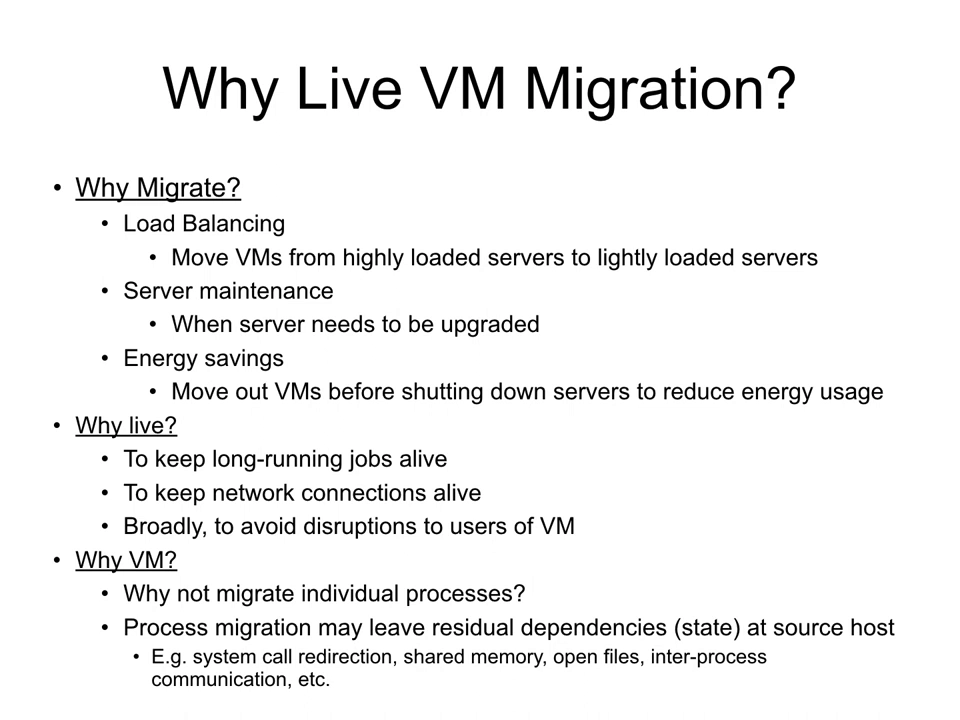 Why Live VM Migration?
• Why Migrate?
• Load Balancing
• Move VMs from highly loaded servers to lightly loaded servers
• Server maintenance
• When server needs to be upgraded
• Energy savings
• Move out VMs before shutting down servers to reduce energy usage
• Why live?
• To keep long-running jobs alive
• To keep network connections alive
• Broadly, to avoid disruptions to users of VM
• Why VM?
• Why not migrate individual processes?
• Process migration may leave residual dependencies (state) at source host
• E.g. system call redirection, shared memory, open files, inter-process
communication, etc.